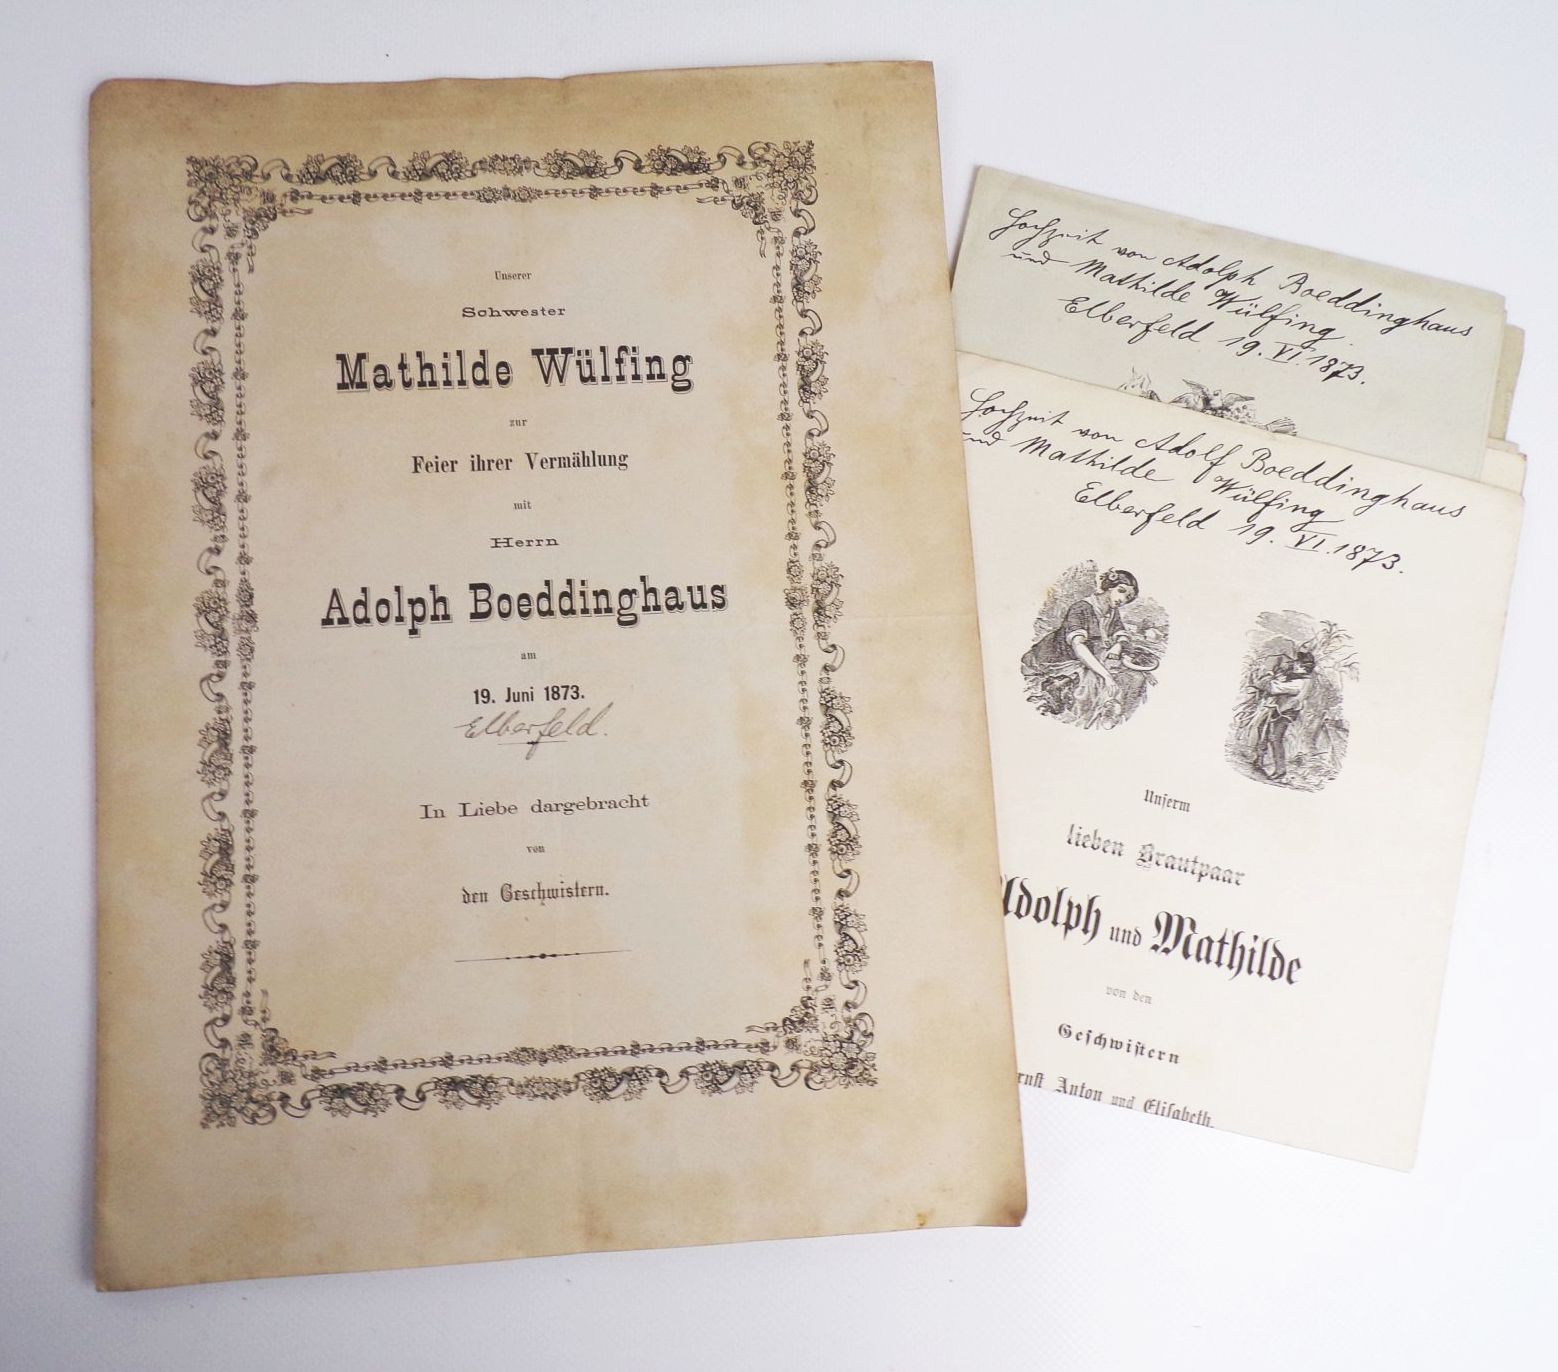 Unserer
Schwester
Mathilde Wülfing
zur
Feier ihrer Vermählung
mit
Herrn
Adolph Boeddinghaus
am
19. Juni 1873.
Elberfeld.
In Liebe dargebracht
von
den Geschwistern.
Hochzeit von Adolph Boeddinghaus
und Mathilde Wülfing.
Elberfeld 19. VI. 1873.
Hochzeit von Adolf Boeddinghaus
und Mathilde Wülfing
Elberfeld 19. VI. 1873.
Unserm
lieben Brautpaar
Adolph und Mathilde
von den
Geschwistern
Anton und Elisabeth.